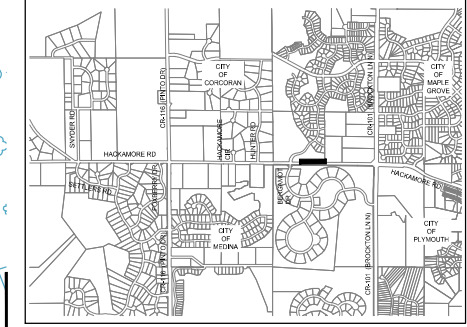 CITY
OF
CORCORAN
CITY
OF
MAPLE
GROVE
CR-116 (PINTO DR)
CR-101 (BROCKTON LN N)
SNYDER RD
HACKAMORE
CIR
HUNTER RD
HACKAMORE RD
HACKAMORE RD
SETTLERS RD
BERGAMOT
DR
CITY
OF
MEDINA
CITY
OF
PLYMOUTH
CR-116 (PINTO DR)
CR-101 (BROCKTON LN N)